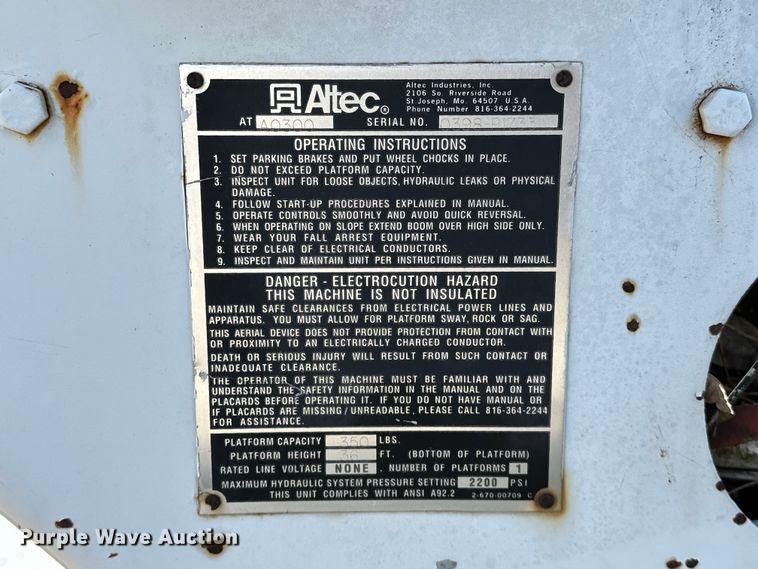 Altec®
Altec Industries, Inc.
2106 So. Riverside Road
St. Joseph, Mo. 64507 U.S.A.
Phone Number 816-364-2244
AT A0300 SERIAL NO. 0398-
OPERATING INSTRUCTIONS
1. SET PARKING BRAKES AND PUT WHEEL CHOCKS IN PLACE.
2. DO NOT EXCEED PLATFORM CAPACITY.
3. INSPECT UNIT FOR LOOSE OBJECTS, HYDRAULIC LEAKS OR PHYSICAL
DAMAGE.
4. FOLLOW START-UP PROCEDURES EXPLAINED IN MANUAL.
5. OPERATE CONTROLS SMOOTHLY AND AVOID QUICK REVERSAL.
6. WHEN OPERATING ON SLOPE EXTEND BOOM OVER HIGH SIDE ONLY.
7. WEAR YOUR FALL ARREST EQUIPMENT.
8. KEEP CLEAR OF ELECTRICAL CONDUCTORS.
9. INSPECT AND MAINTAIN UNIT PER INSTRUCTIONS GIVEN IN MANUAL.
DANGER - ELECTROCUTION HAZARD
THIS MACHINE IS NOT INSULATED
MAINTAIN SAFE CLEARANCES FROM ELECTRICAL POWER LINES AND
APPARATUS. YOU MUST ALLOW FOR PLATFORM SWAY, ROCK OR SAG.
THIS AERIAL DEVICE DOES NOT PROVIDE PROTECTION FROM CONTACT WITH
OR PROXIMITY TO AN ELECTRICALLY CHARGED CONDUCTOR.
DEATH OR SERIOUS INJURY WILL RESULT FROM SUCH CONTACT OR
INADEQUATE CLEARANCE.
THE OPERATOR OF THIS MACHINE MUST BE FAMILIAR WITH AND
UNDERSTAND THE SAFETY INFORMATION IN THE MANUAL AND ON THE
PLACARDS BEFORE OPERATING IT. IF YOU DO NOT HAVE MANUAL OR
IF PLACARDS ARE MISSING/UNREADABLE, PLEASE CALL 816-364-2244
FOR ASSISTANCE.
PLATFORM CAPACITY 350 LBS.
PLATFORM HEIGHT 36 FT. (BOTTOM OF PLATFORM)
RATED LINE VOLTAGE NONE, NUMBER OF PLATFORMS 1
MAXIMUM HYDRAULIC SYSTEM PRESSURE SETTING 2200 PSI
THIS UNIT COMPLIES WITH ANSI A92.2 2-670-00709 C
Purple Wave Auction